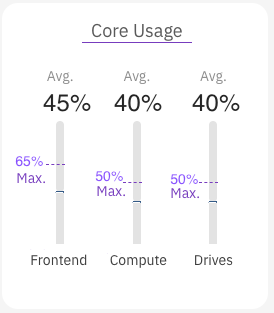 Core Usage
Avg. Avg. Avg.
45% 40% 40%
65%
Max.
50%
Max.
50%
Max.
Frontend Compute Drives